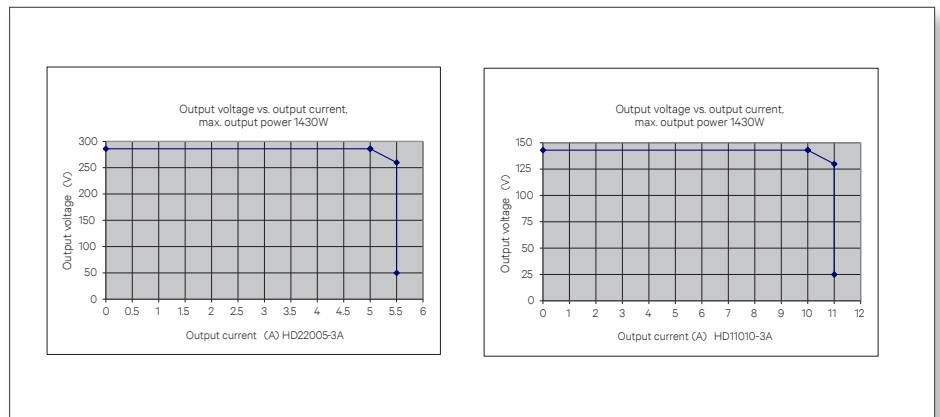 Output voltage vs. output current,
max. output power 1430W
Output voltage (V)
300
250
200
150
100
50
0
0 0.5 1 1.5 2 2.5 3 3.5 4 4.5 5 5.5 6
Output current (A) HD22005-3A
Output voltage vs. output current,
max. output power 1430W
Output voltage (V)
150
125
100
75
50
25
0
0 1 2 3 4 5 6 7 8 9 10 11 12
Output current (A) HD11010-3A